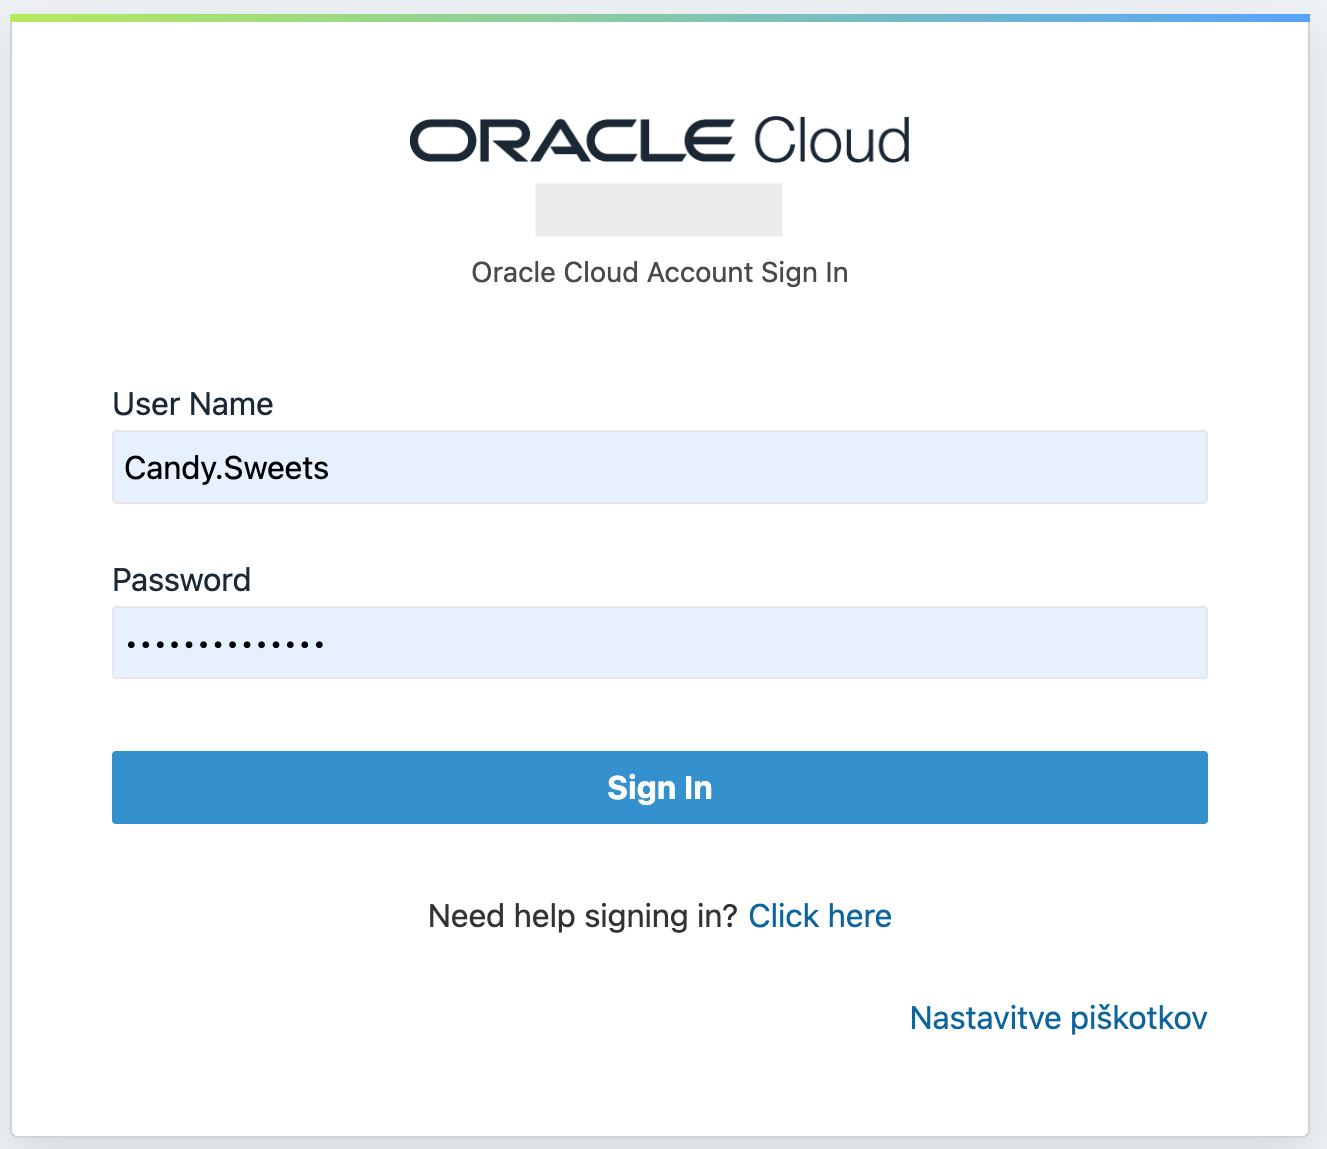 ORACLE Cloud
Oracle Cloud Account Sign In
User Name
Candy.Sweets
Password
••••••••••••••
Sign In
Need help signing in? Click here
Nastavitve piškotkov